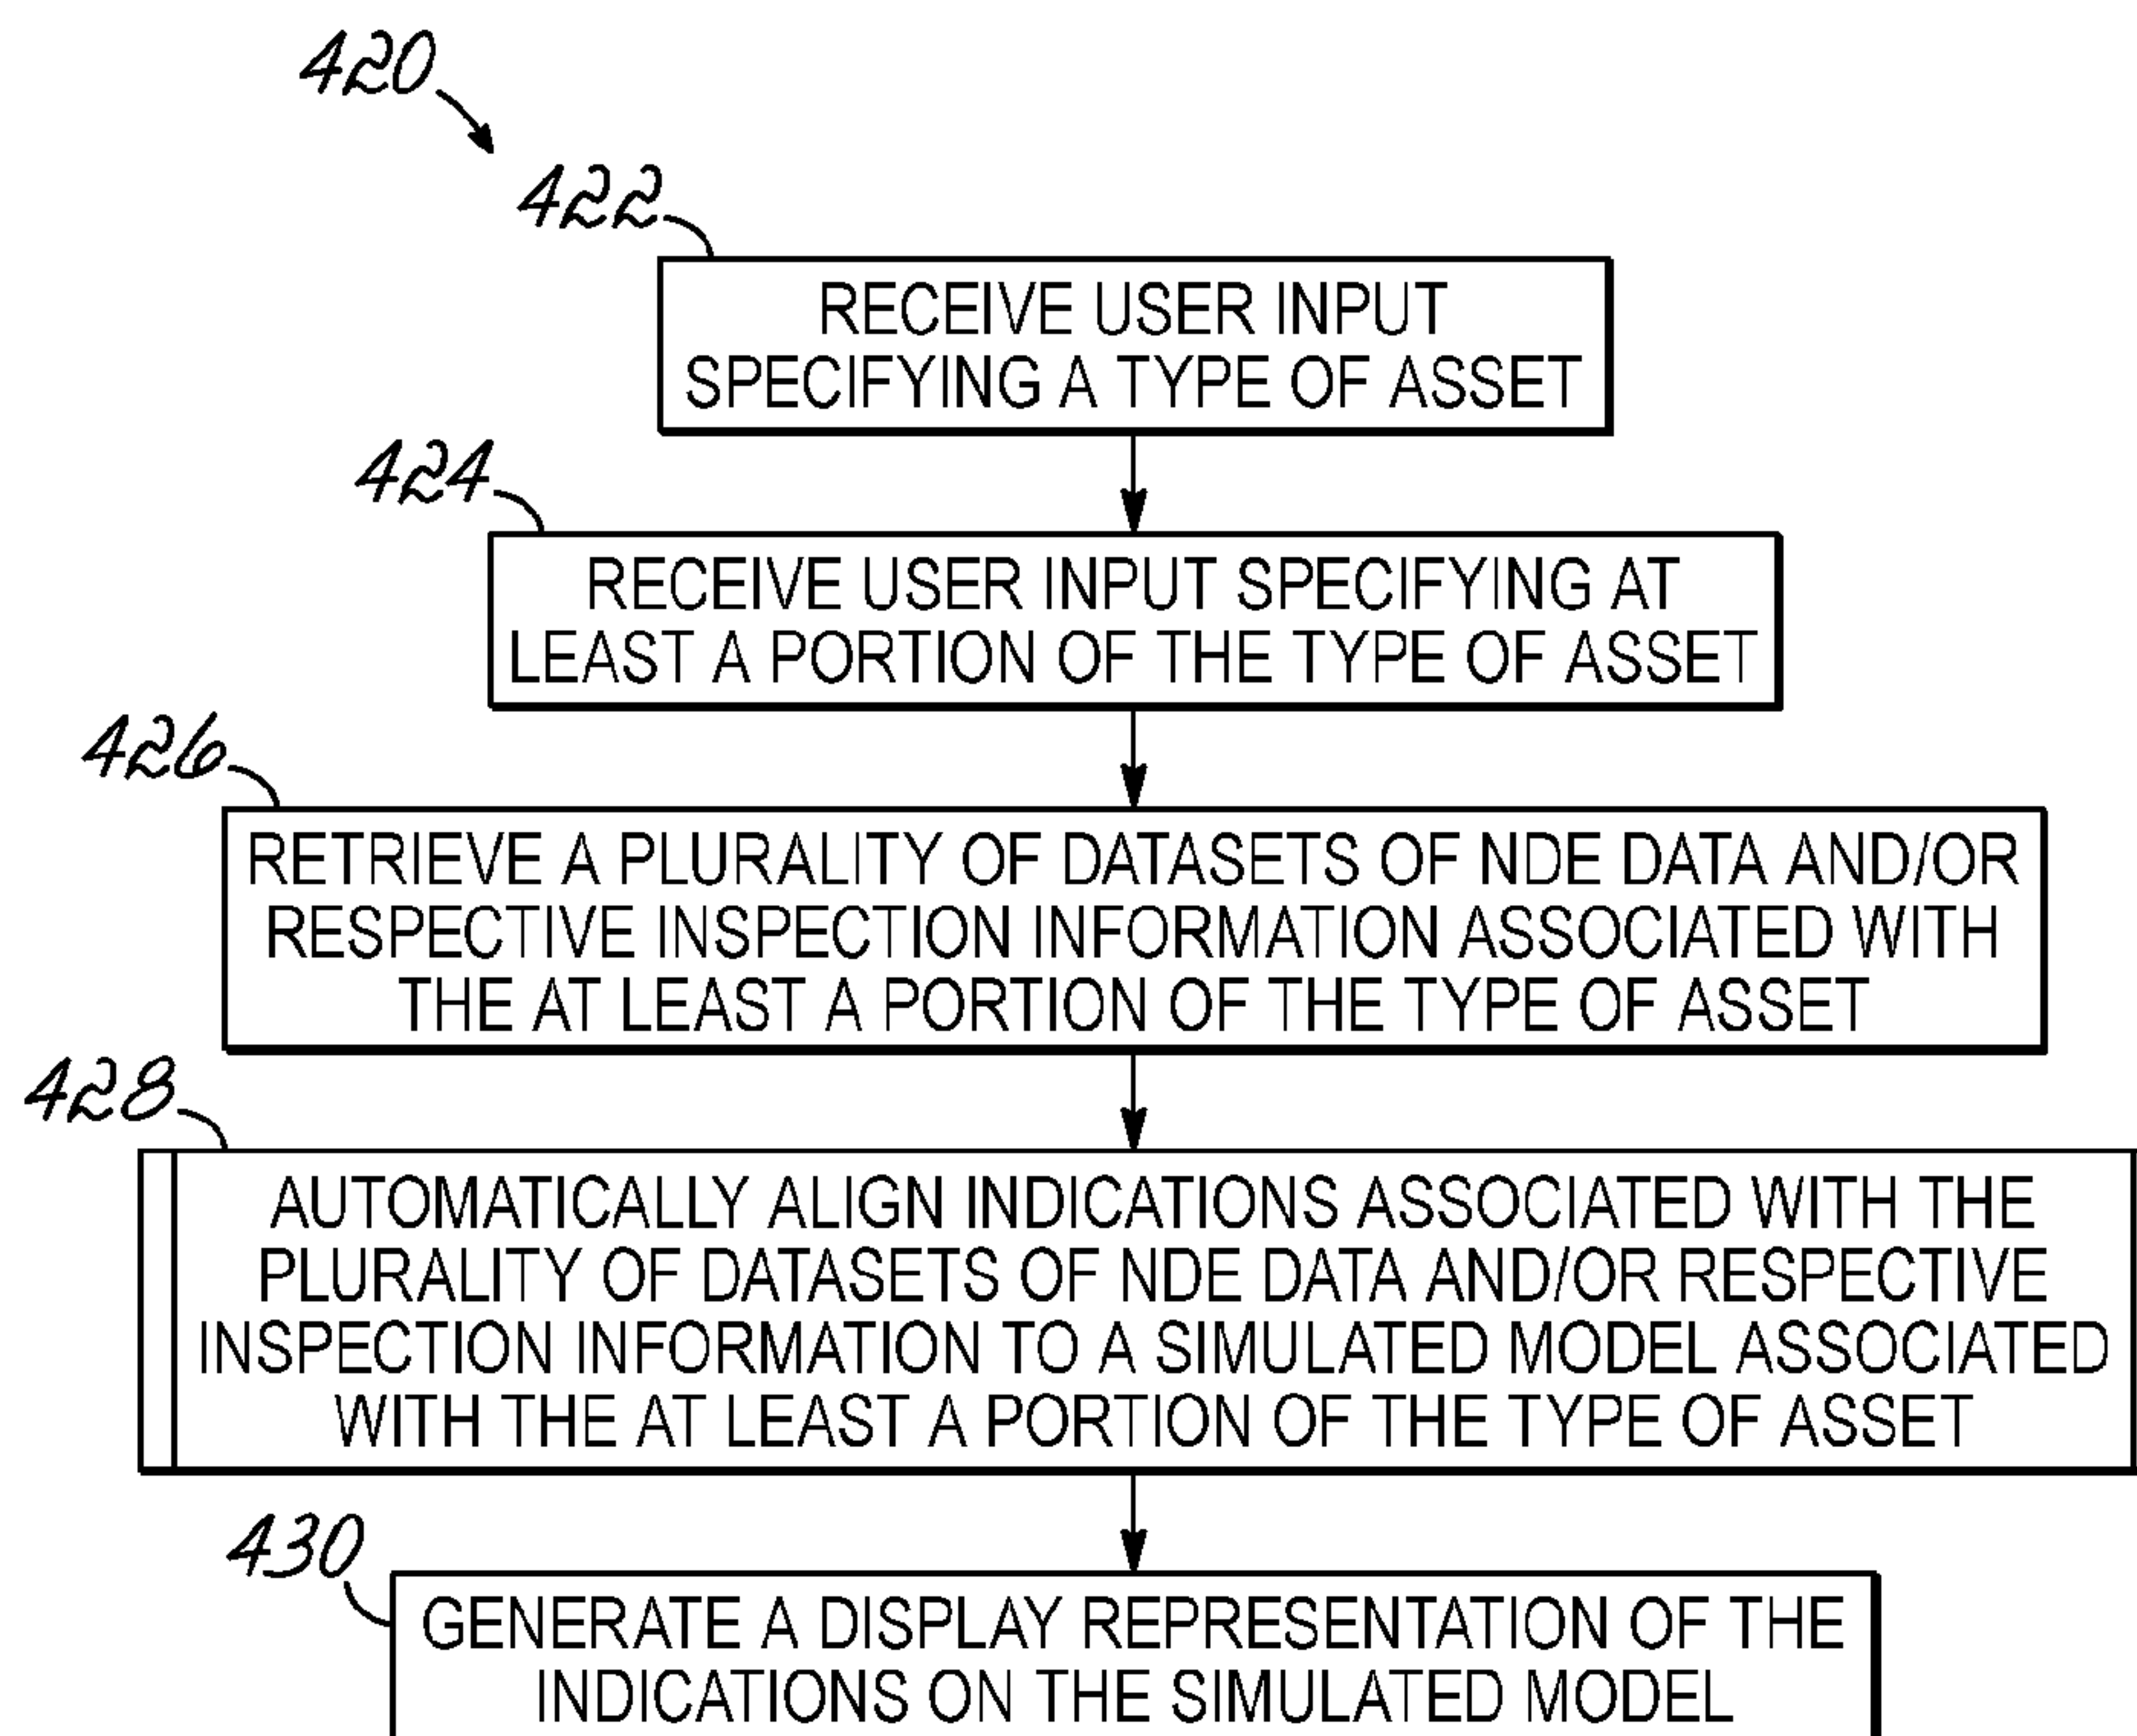 420
422
RECEIVE USER INPUT
SPECIFYING A TYPE OF ASSET
424
RECEIVE USER INPUT SPECIFYING AT
LEAST A PORTION OF THE TYPE OF ASSET
426
RETRIEVE A PLURALITY OF DATASETS OF NDE DATA AND/OR
RESPECTIVE INSPECTION INFORMATION ASSOCIATED WITH
THE AT LEAST A PORTION OF THE TYPE OF ASSET
428
AUTOMATICALLY ALIGN INDICATIONS ASSOCIATED WITH THE
PLURALITY OF DATASETS OF NDE DATA AND/OR RESPECTIVE
INSPECTION INFORMATION TO A SIMULATED MODEL ASSOCIATED
WITH THE AT LEAST A PORTION OF THE TYPE OF ASSET
430
GENERATE A DISPLAY REPRESENTATION OF THE
INDICATIONS ON THE SIMULATED MODEL